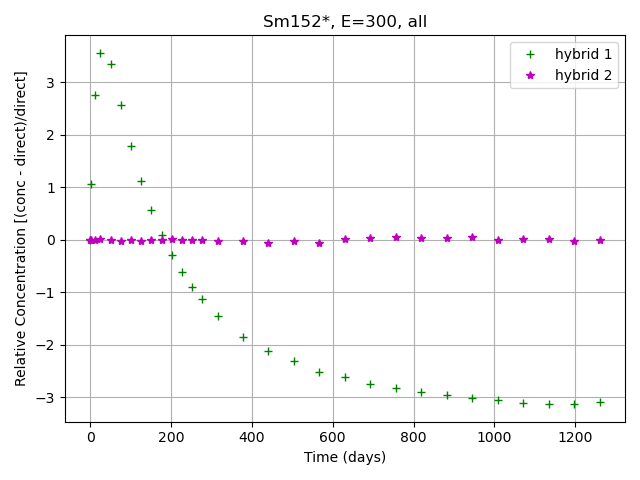 Sm152*, E=300, all
hybrid 1
hybrid 2
Relative Concentration [(conc - direct)/direct]
3
2
1
0
−1
−2
−3
0 200 400 600 800 1000 1200
Time (days)